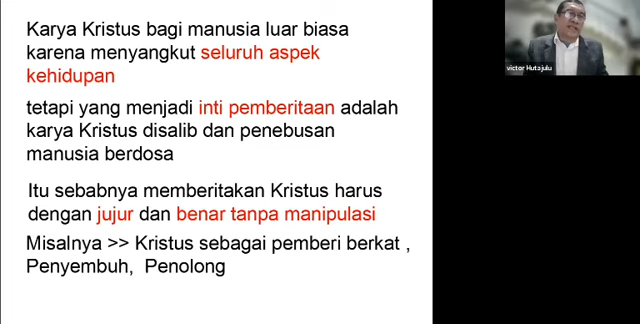 Karya Kristus bagi manusia luar biasa
karena menyangkut seluruh aspek
kehidupan
tetapi yang menjadi inti pemberitaan adalah
karya Kristus disalib dan penebusan
manusia berdosa
Itu sebabnya memberitakan Kristus harus
dengan jujur dan benar tanpa manipulasi
Misalnya >> Kristus sebagai pemberi berkat ,
Penyembuh, Penolong
victor Hutajulu